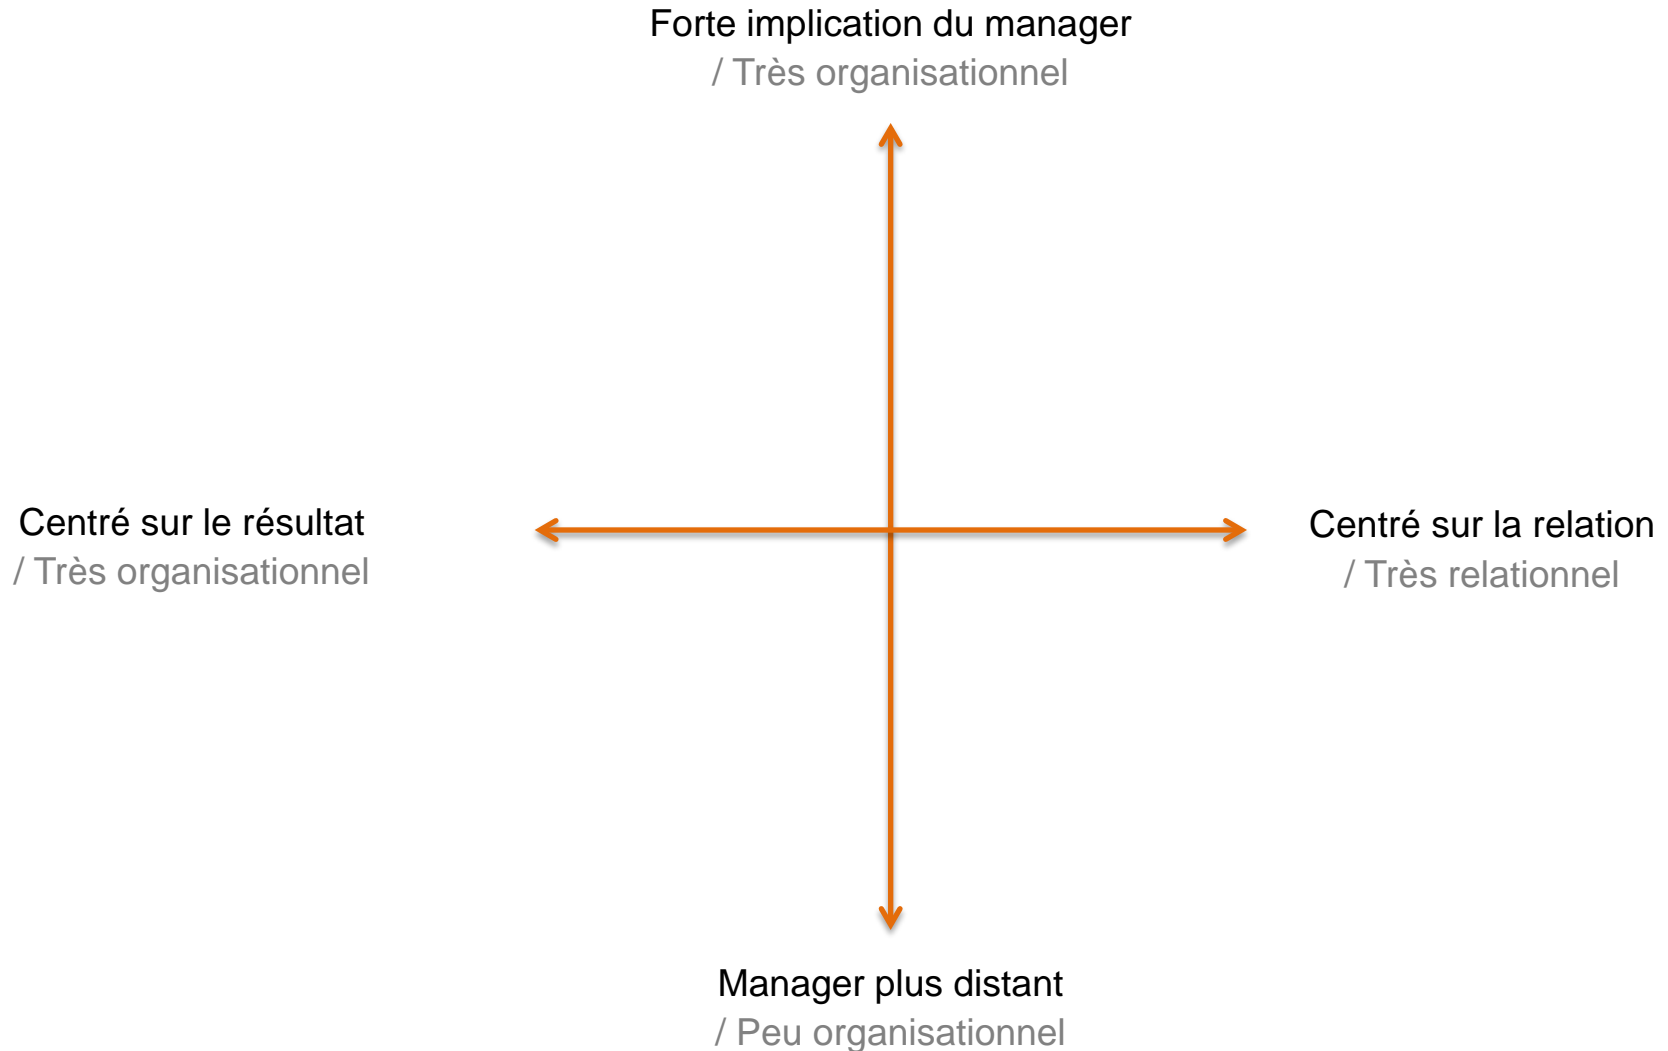 Forte implication du manager
/ Très organisationnel
Centré sur le résultat
/ Très organisationnel
Centré sur la relation
/ Très relationnel
Manager plus distant
/ Peu organisationnel